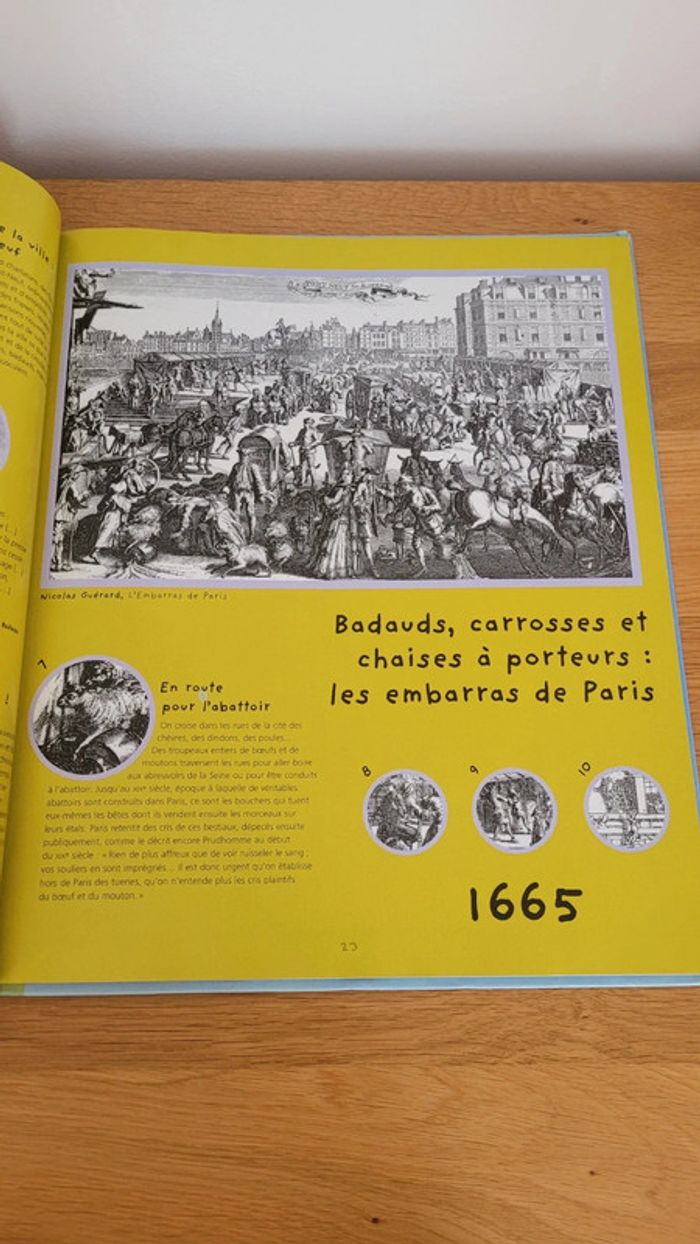 la ville :
Nicolas Guérard, L'Embarras de Paris
Badauds, carrosses et
chaises à porteurs :
les embarras de Paris
7
En route
pour l'abattoir
On croise dans les rues de la cité des
chèvres, des dindons, des poules...
Des troupeaux entiers de bœufs et de
moutons traversent les rues pour aller boire
aux abreuvoirs de la Seine ou pour être conduits
à l'abattoir. Jusqu'au XIXe siècle, époque à laquelle de véritables
abattoirs sont construits dans Paris, ce sont les bouchers qui tuent
eux-mêmes les bêtes dont ils vendent ensuite les morceaux sur
leurs étals. Paris retentit des cris de ces bestiaux, dépecés ensuite
publiquement, comme le décrit encore Prudhomme au début
du XIXe siècle : « Rien de plus affreux que de voir ruisseler le sang ;
vos souliers en sont imprégnés... Il est donc urgent qu'on établisse
hors de Paris des tueries, qu'on n'entende plus les cris plaintifs
du bœuf et du mouton. »
8
9
10
1665
23